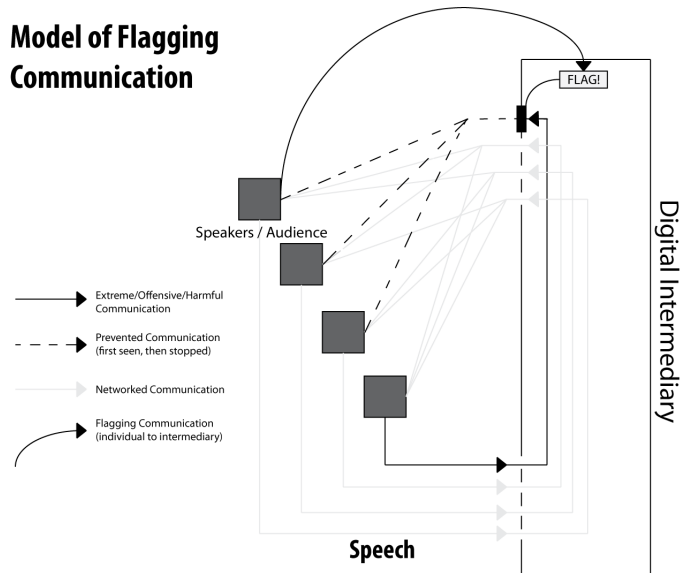 Model of Flagging
Communication
FLAG!
Speakers / Audience
Extreme/Offensive/Harmful
Communication
Prevented Communication
(first seen, then stopped)
Networked Communication
Flagging Communication
(individual to intermediary)
Digital Intermediary
Speech